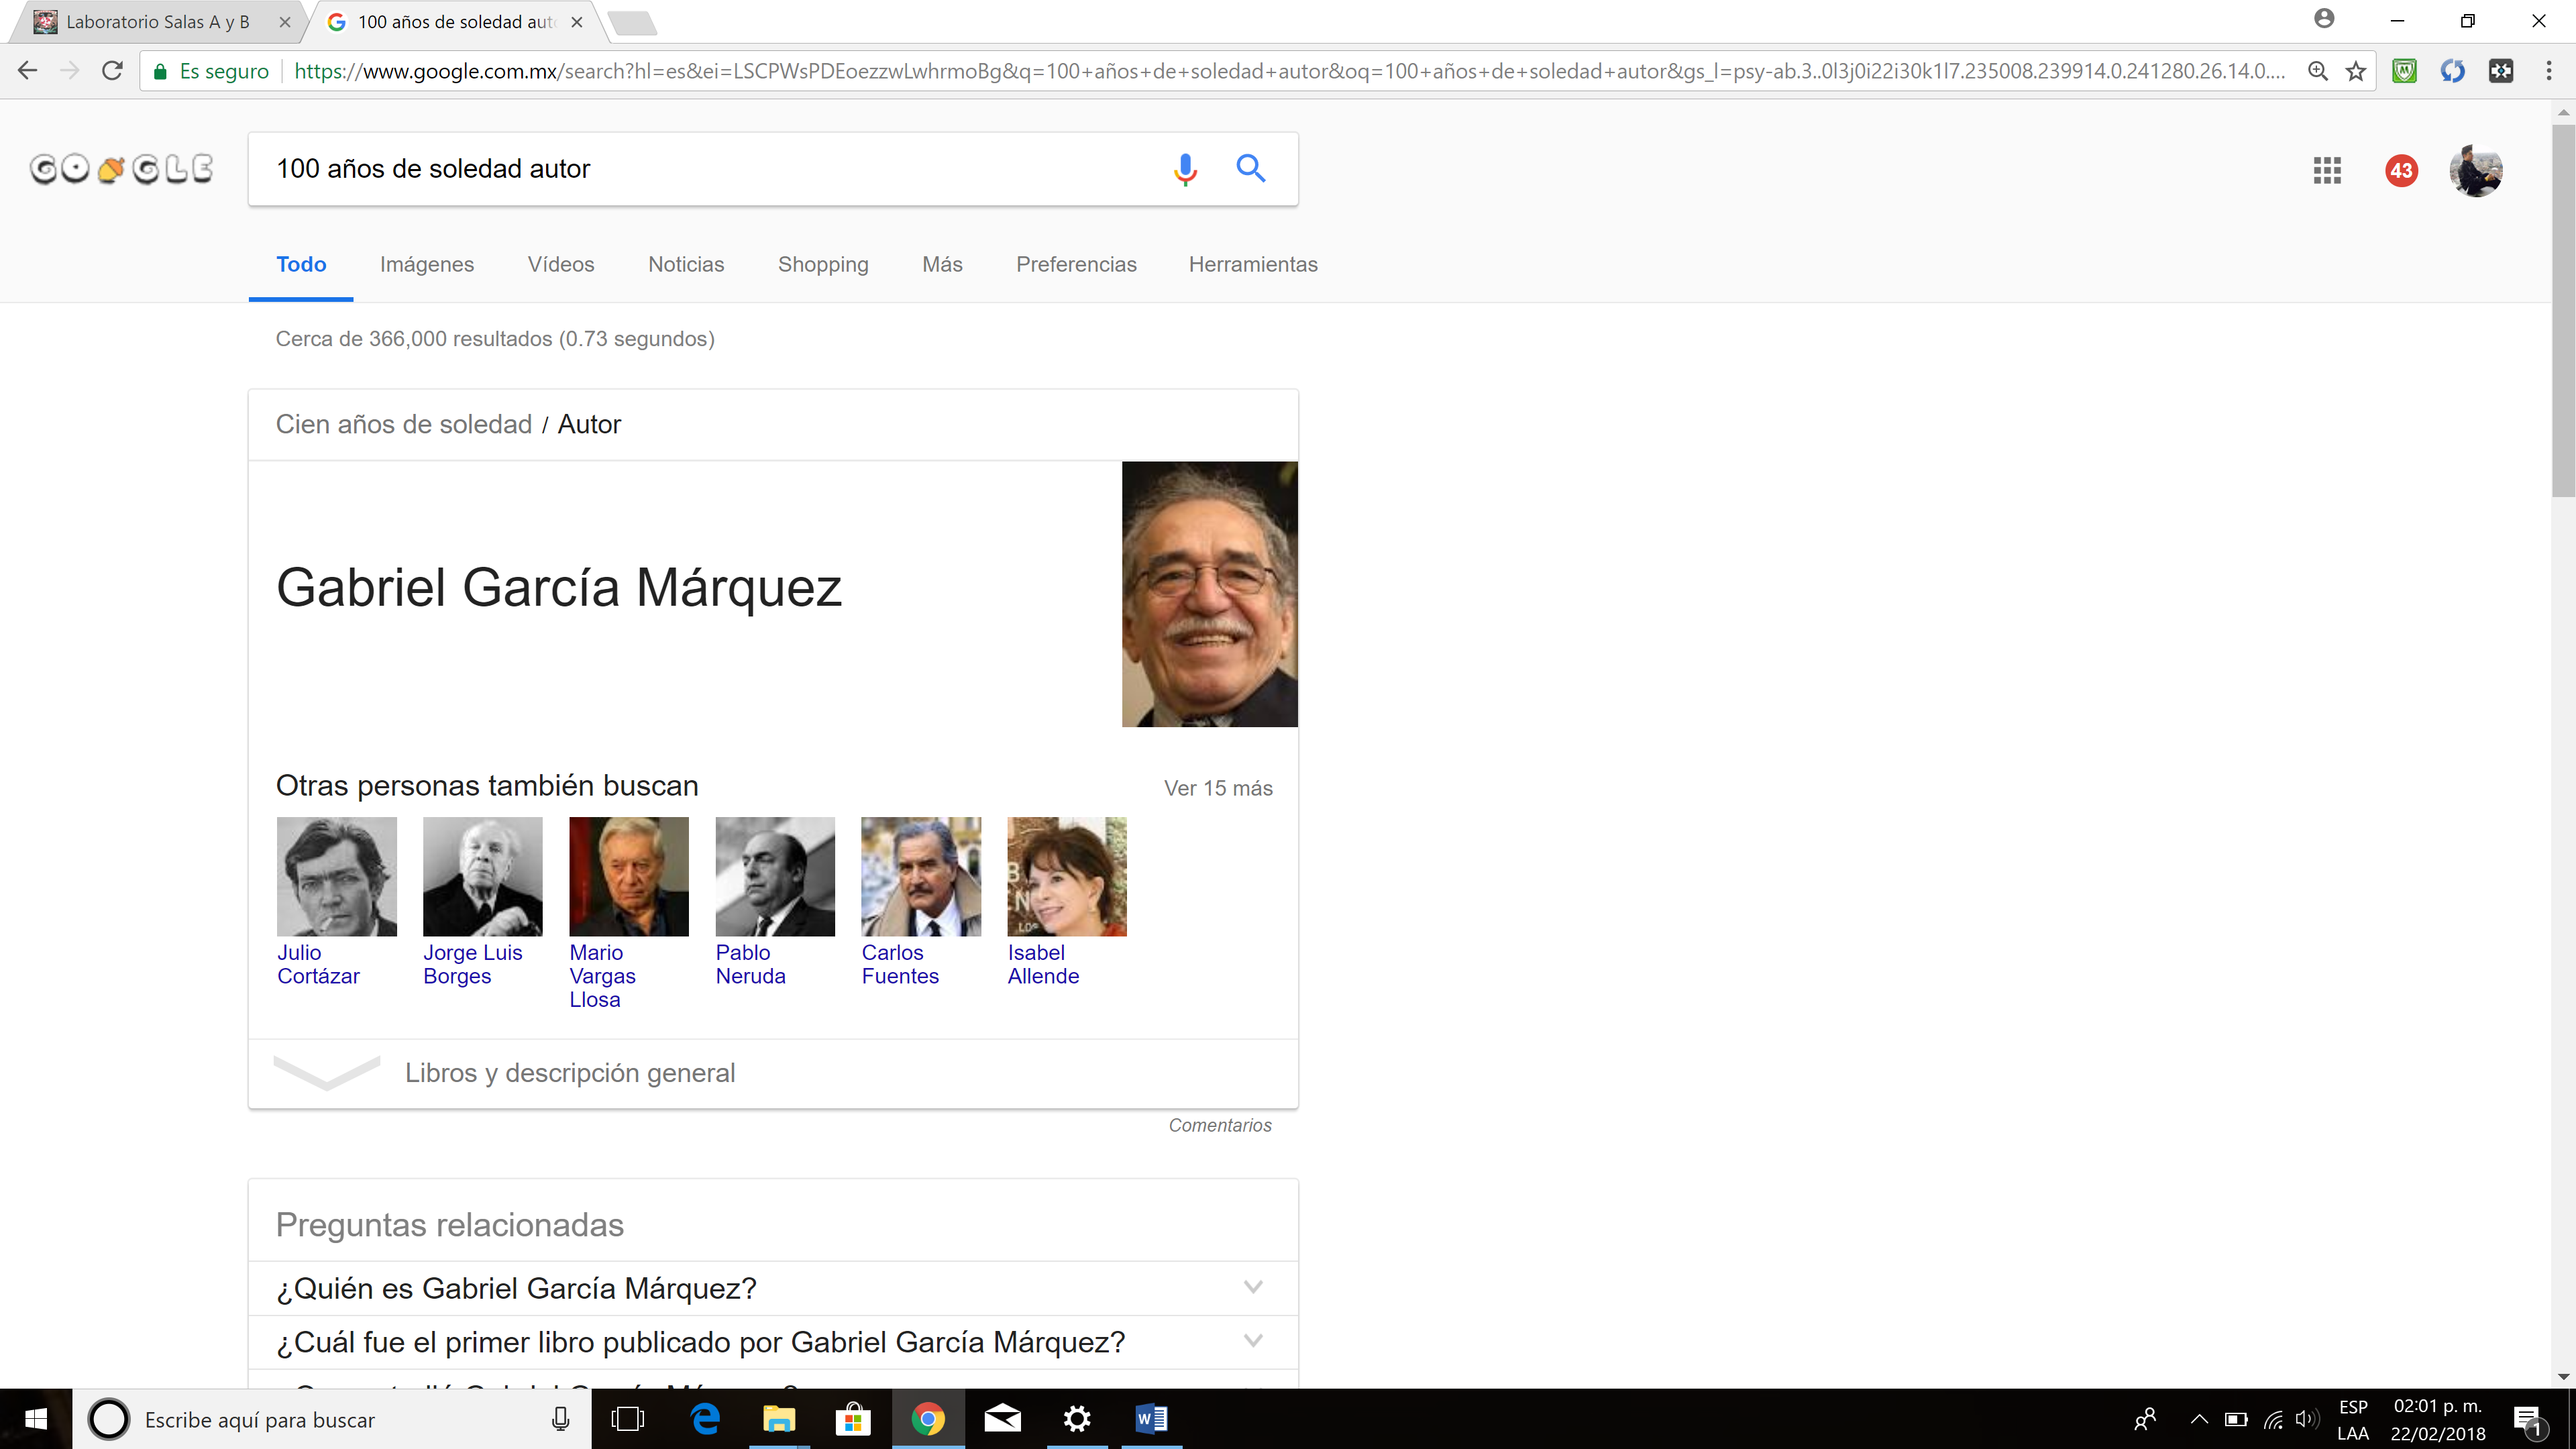 Laboratorio Salas A y B
100 años de soledad aut
Es seguro
https://www.google.com.mx/search?hl=es&ei=LSCPWsPDEoezzwLwhrmoBg&q=100+años+de+soledad+autor&oq=100+años+de+soledad+autor&gs_l=psy-ab.3..0l3j0i22i30k1l7.235008.239914.0.241280.26.14.0....
GOOGLE
100 años de soledad autor
43
Todo Imágenes Vídeos Noticias Shopping Más Preferencias Herramientas
Cerca de 366,000 resultados (0.73 segundos)
Cien años de soledad / Autor
Gabriel García Márquez
Otras personas también buscan
Ver 15 más
Julio
Cortázar
Jorge Luis
Borges
Mario
Vargas
Llosa
Pablo
Neruda
Carlos
Fuentes
Isabel
Allende
Libros y descripción general
Comentarios
Preguntas relacionadas
¿Quién es Gabriel García Márquez?
¿Cuál fue el primer libro publicado por Gabriel García Márquez?
Escribe aquí para buscar
ESP
LAA
02:01 p. m.
22/02/2018
1